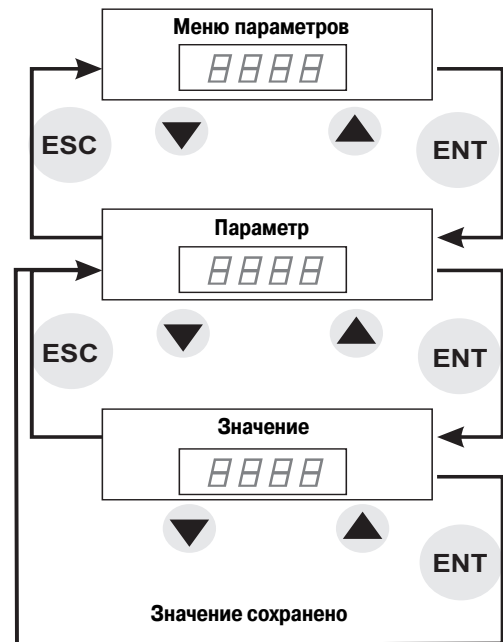 Меню параметров
8888
ESC
ENT
Параметр
8888
ESC
ENT
Значение
8888
ENT
Значение сохранено